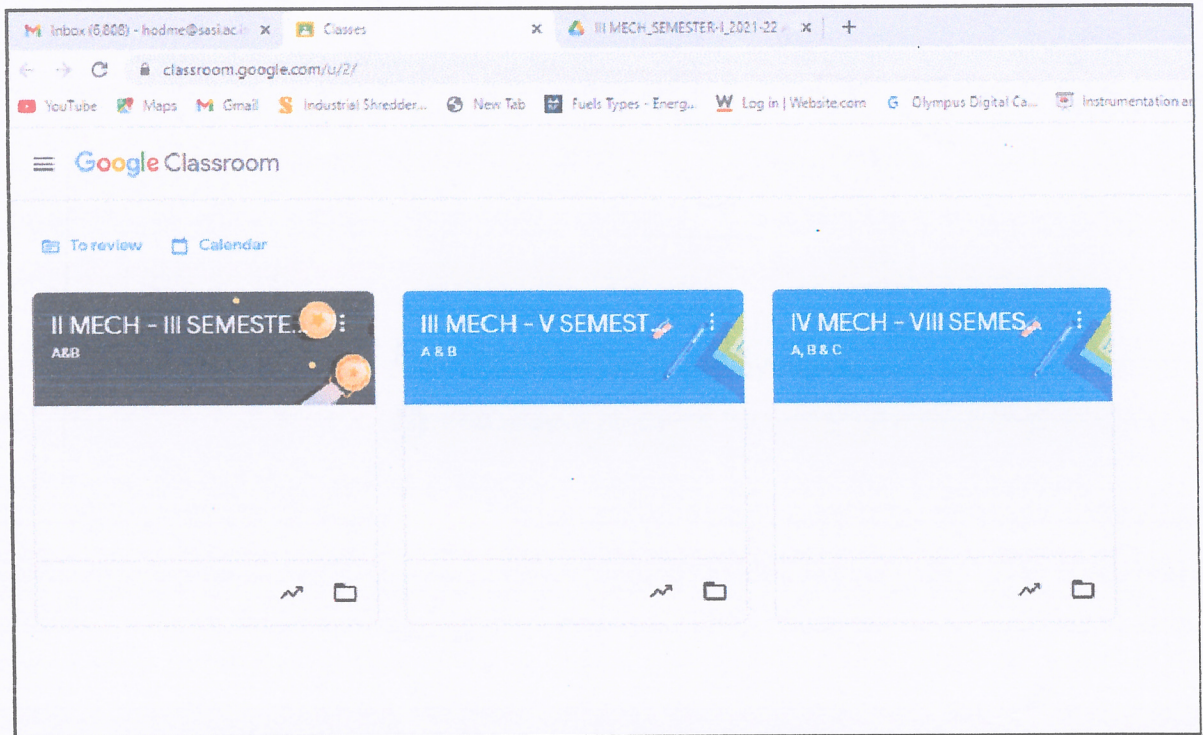 Inbox (6,808) - hodme@sasi.ac.i
Classes
III MECH_SEMESTER-I_2021-22
classroom.google.com/u/2/
YouTube Maps Gmail Industrial Shredder... New Tab Fuels Types - Energ... Log in | Website.com Olympus Digital Ca... Instrumentation an
Google Classroom
To review Calendar
II MECH - III SEMESTE...
A&B
III MECH - V SEMEST...
A & B
IV MECH - VIII SEMES...
A, B & C